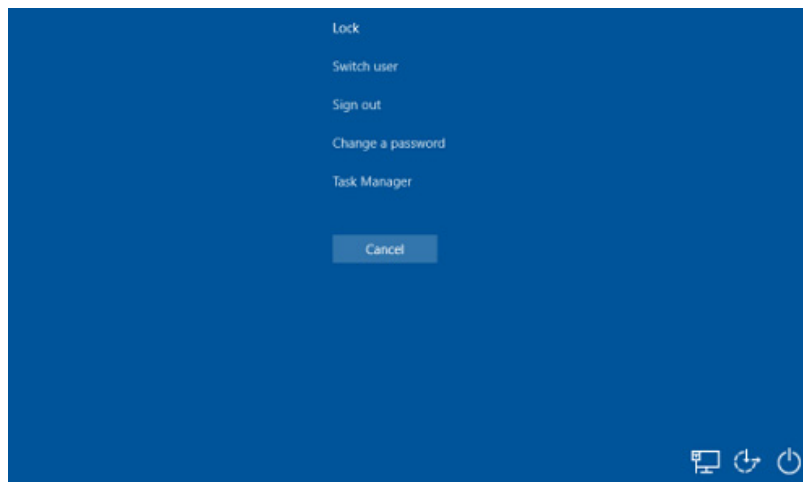 Lock
Switch user
Sign out
Change a password
Task Manager
Cancel